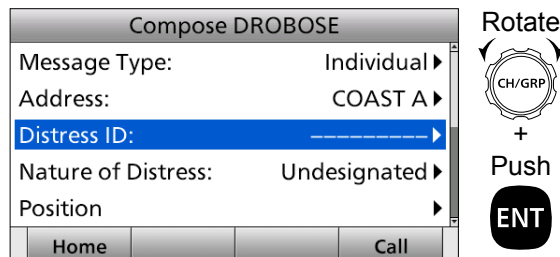 Compose DROBOSE
Message Type: Individual
Address: COAST A
Distress ID: –––––––––
Nature of Distress: Undesignated
Position
Home Call
Rotate
CH/GRP
+
Push
ENT